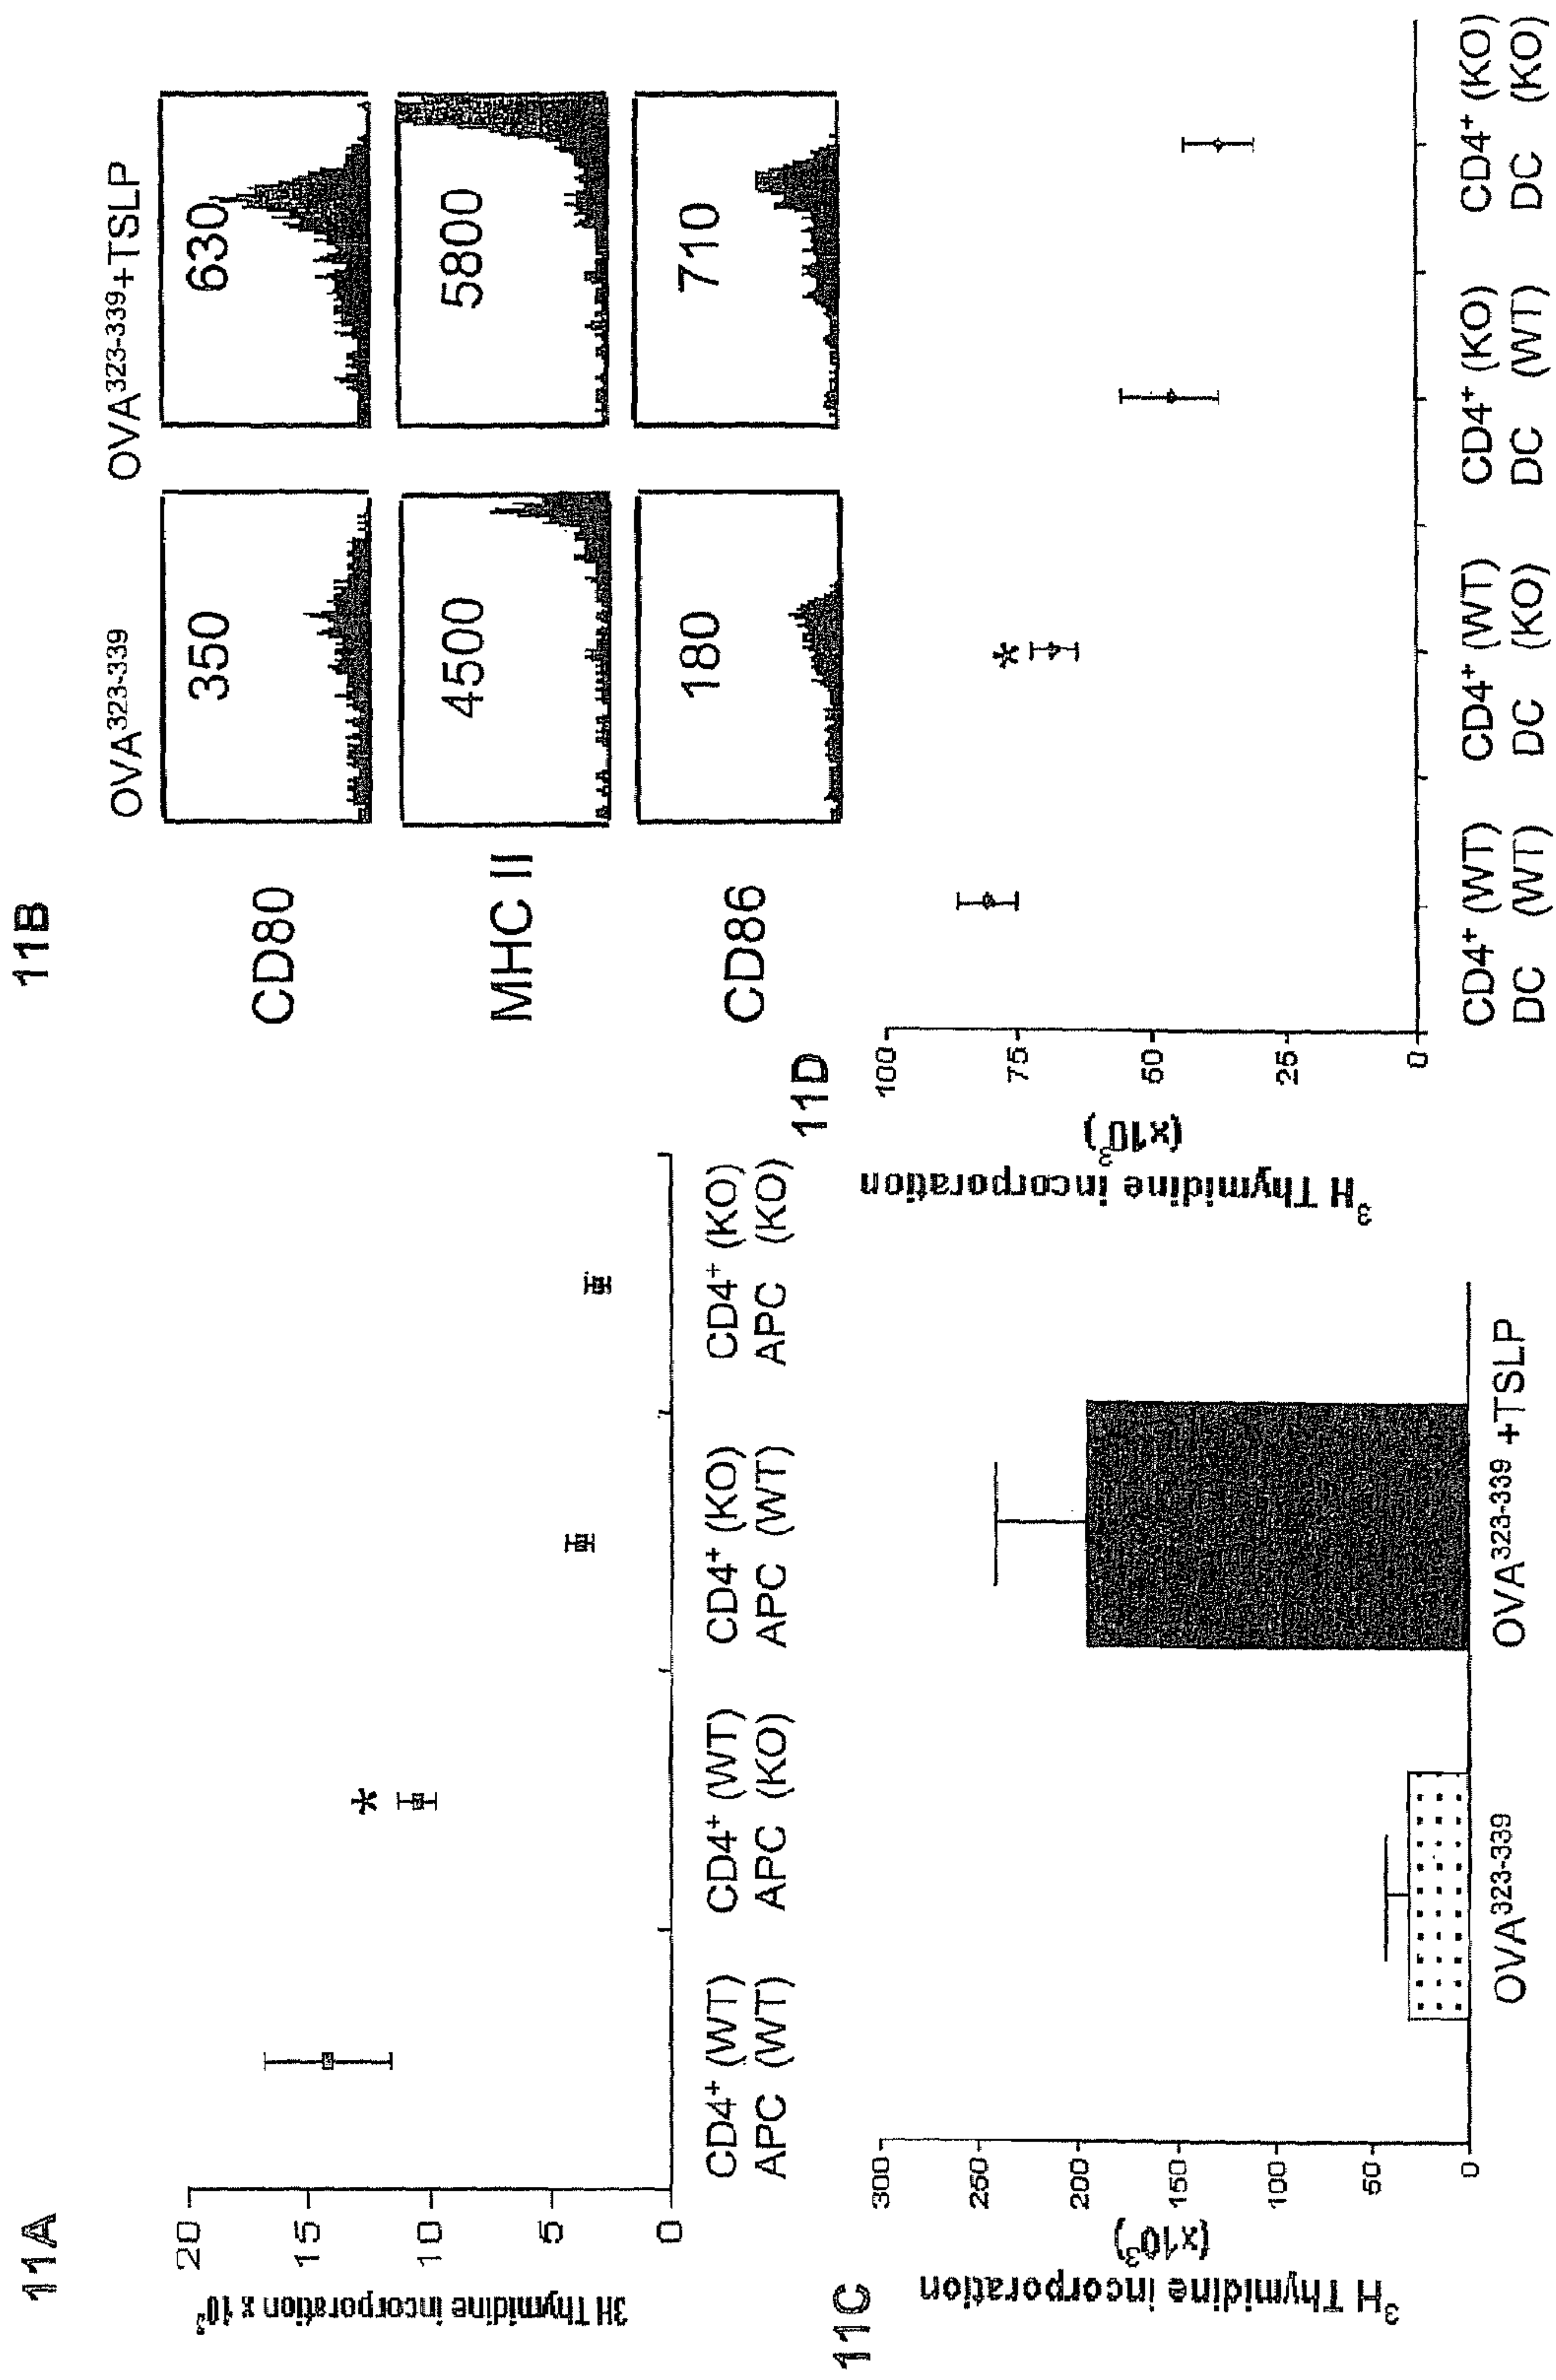 11A
3H Thymidine incorporation x 10³
20
15
10
5
0
*
CD4⁺ (WT) CD4⁺ (WT) CD4⁺ (KO) CD4⁺ (KO)
APC (WT) APC (KO) APC (WT) APC (KO)
11B
OVA³²³⁻³³⁹ OVA³²³⁻³³⁹+TSLP
CD80 350 630
MHC II 4500 5800
CD86 180 710
11C
³H Thymidine incorporation
(x10³)
300
250
200
150
100
50
0
OVA³²³⁻³³⁹ OVA³²³⁻³³⁹ +TSLP
11D
³H Thymidine incorporation
(x10³)
100
75
50
25
0
*
CD4⁺ (WT) CD4⁺ (WT) CD4⁺ (KO) CD4⁺ (KO)
DC (WT) DC (KO) DC (WT) DC (KO)